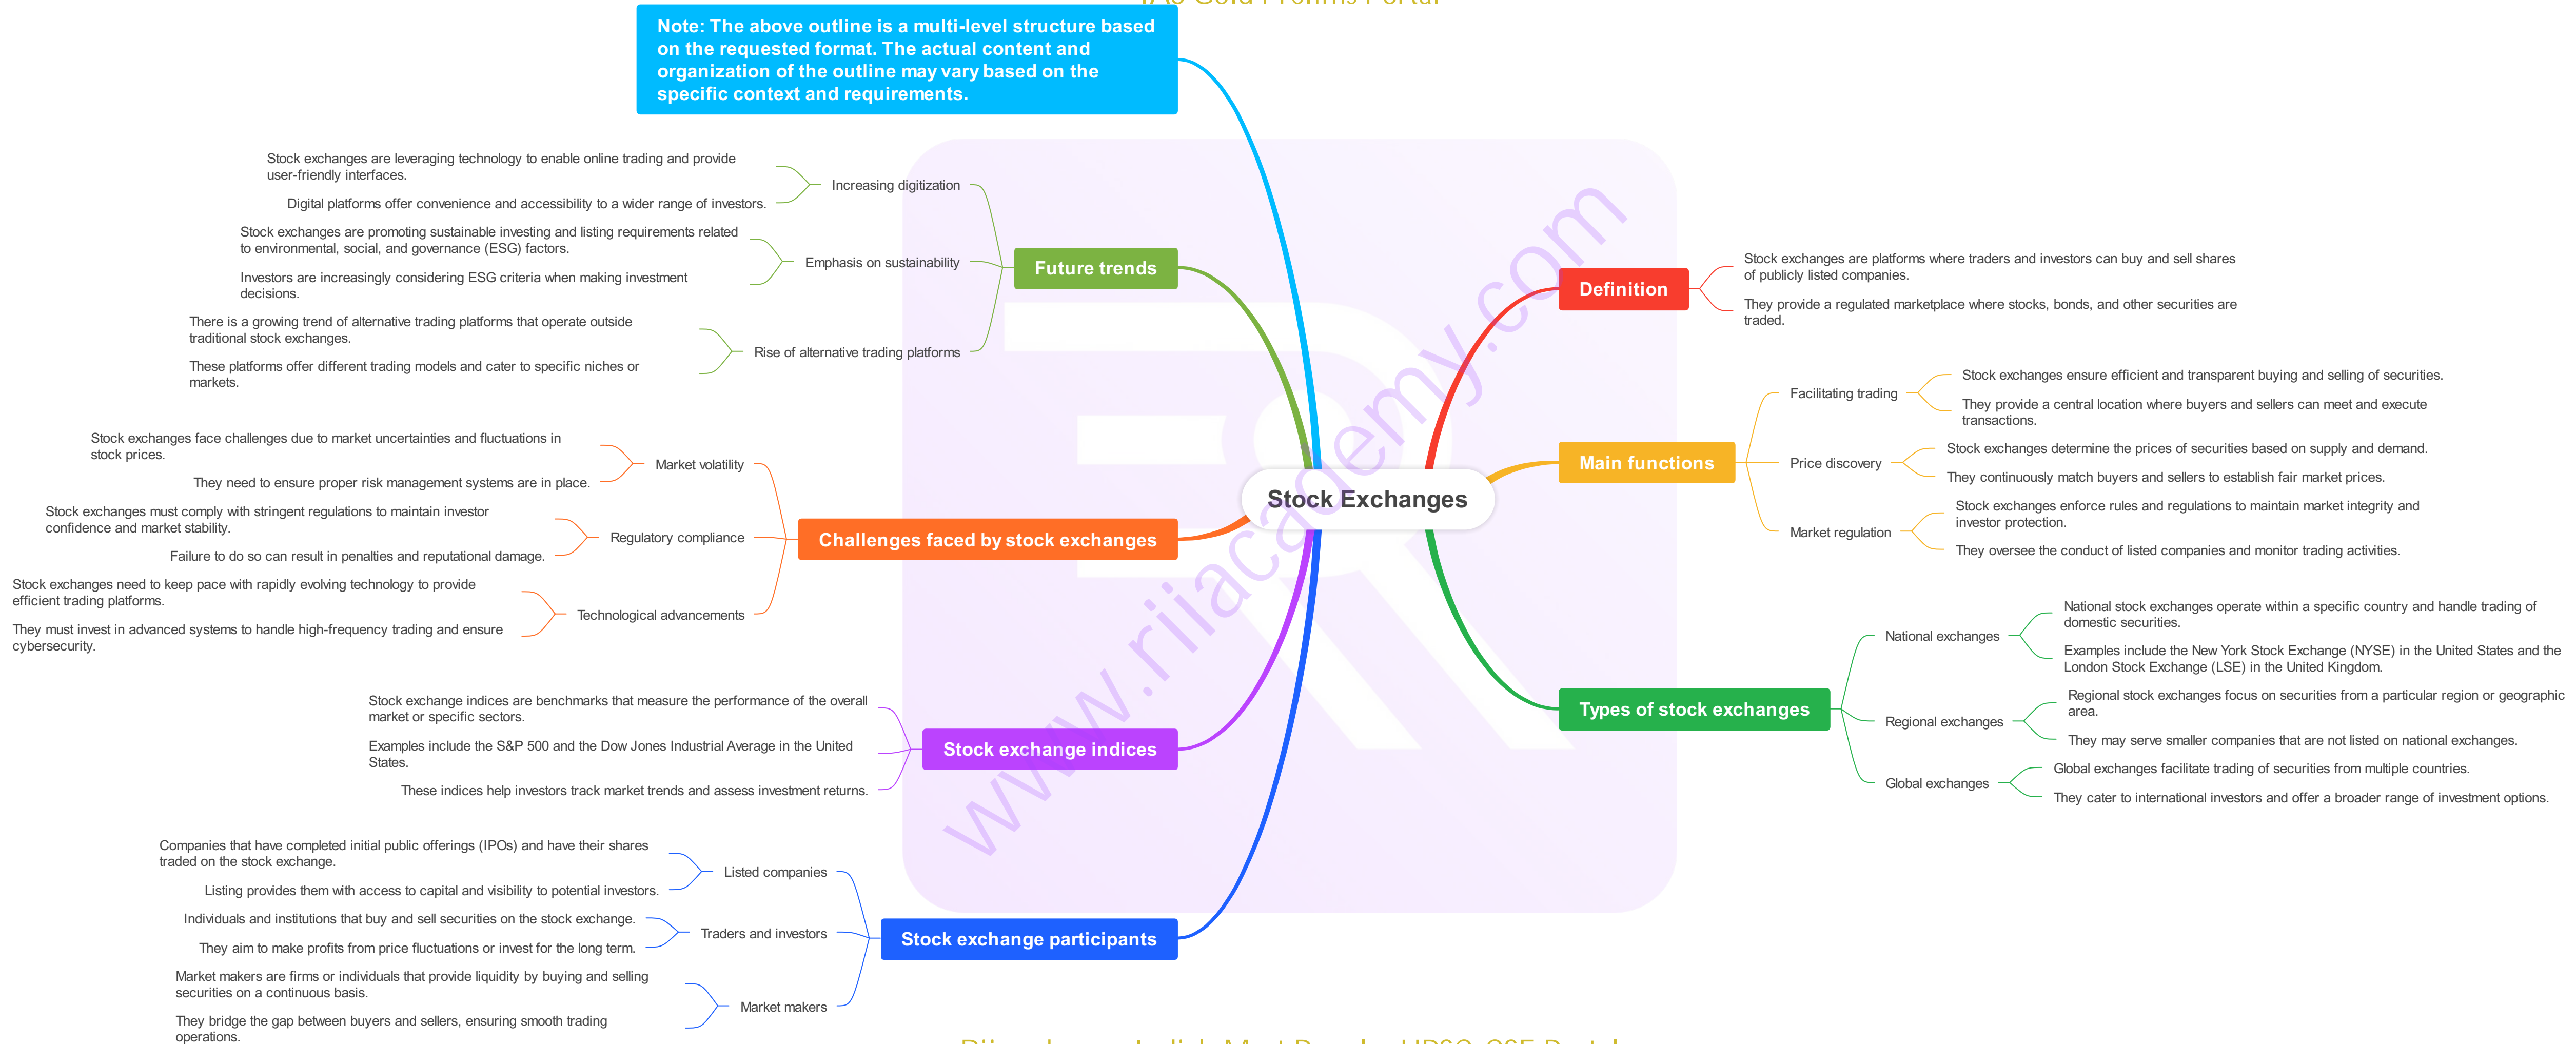 Note: The above outline is a multi-level structure based
on the requested format. The actual content and
organization of the outline may vary based on the
specific context and requirements.
Stock Exchanges
Definition
Stock exchanges are platforms where traders and investors can buy and sell shares
of publicly listed companies.
They provide a regulated marketplace where stocks, bonds, and other securities are
traded.
Main functions
Facilitating trading
Stock exchanges ensure efficient and transparent buying and selling of securities.
They provide a central location where buyers and sellers can meet and execute
transactions.
Price discovery
Stock exchanges determine the prices of securities based on supply and demand.
They continuously match buyers and sellers to establish fair market prices.
Market regulation
Stock exchanges enforce rules and regulations to maintain market integrity and
investor protection.
They oversee the conduct of listed companies and monitor trading activities.
Types of stock exchanges
National exchanges
National stock exchanges operate within a specific country and handle trading of
domestic securities.
Examples include the New York Stock Exchange (NYSE) in the United States and the
London Stock Exchange (LSE) in the United Kingdom.
Regional exchanges
Regional stock exchanges focus on securities from a particular region or geographic
area.
They may serve smaller companies that are not listed on national exchanges.
Global exchanges
Global exchanges facilitate trading of securities from multiple countries.
They cater to international investors and offer a broader range of investment options.
Future trends
Increasing digitization
Stock exchanges are leveraging technology to enable online trading and provide
user-friendly interfaces.
Digital platforms offer convenience and accessibility to a wider range of investors.
Emphasis on sustainability
Stock exchanges are promoting sustainable investing and listing requirements related
to environmental, social, and governance (ESG) factors.
Investors are increasingly considering ESG criteria when making investment
decisions.
Rise of alternative trading platforms
There is a growing trend of alternative trading platforms that operate outside
traditional stock exchanges.
These platforms offer different trading models and cater to specific niches or
markets.
Challenges faced by stock exchanges
Market volatility
Stock exchanges face challenges due to market uncertainties and fluctuations in
stock prices.
They need to ensure proper risk management systems are in place.
Regulatory compliance
Stock exchanges must comply with stringent regulations to maintain investor
confidence and market stability.
Failure to do so can result in penalties and reputational damage.
Technological advancements
Stock exchanges need to keep pace with rapidly evolving technology to provide
efficient trading platforms.
They must invest in advanced systems to handle high-frequency trading and ensure
cybersecurity.
Stock exchange indices
Stock exchange indices are benchmarks that measure the performance of the overall
market or specific sectors.
Examples include the S&P 500 and the Dow Jones Industrial Average in the United
States.
These indices help investors track market trends and assess investment returns.
Stock exchange participants
Listed companies
Companies that have completed initial public offerings (IPOs) and have their shares
traded on the stock exchange.
Listing provides them with access to capital and visibility to potential investors.
Traders and investors
Individuals and institutions that buy and sell securities on the stock exchange.
They aim to make profits from price fluctuations or invest for the long term.
Market makers
Market makers are firms or individuals that provide liquidity by buying and selling
securities on a continuous basis.
They bridge the gap between buyers and sellers, ensuring smooth trading
operations.
www.rijacademy.com